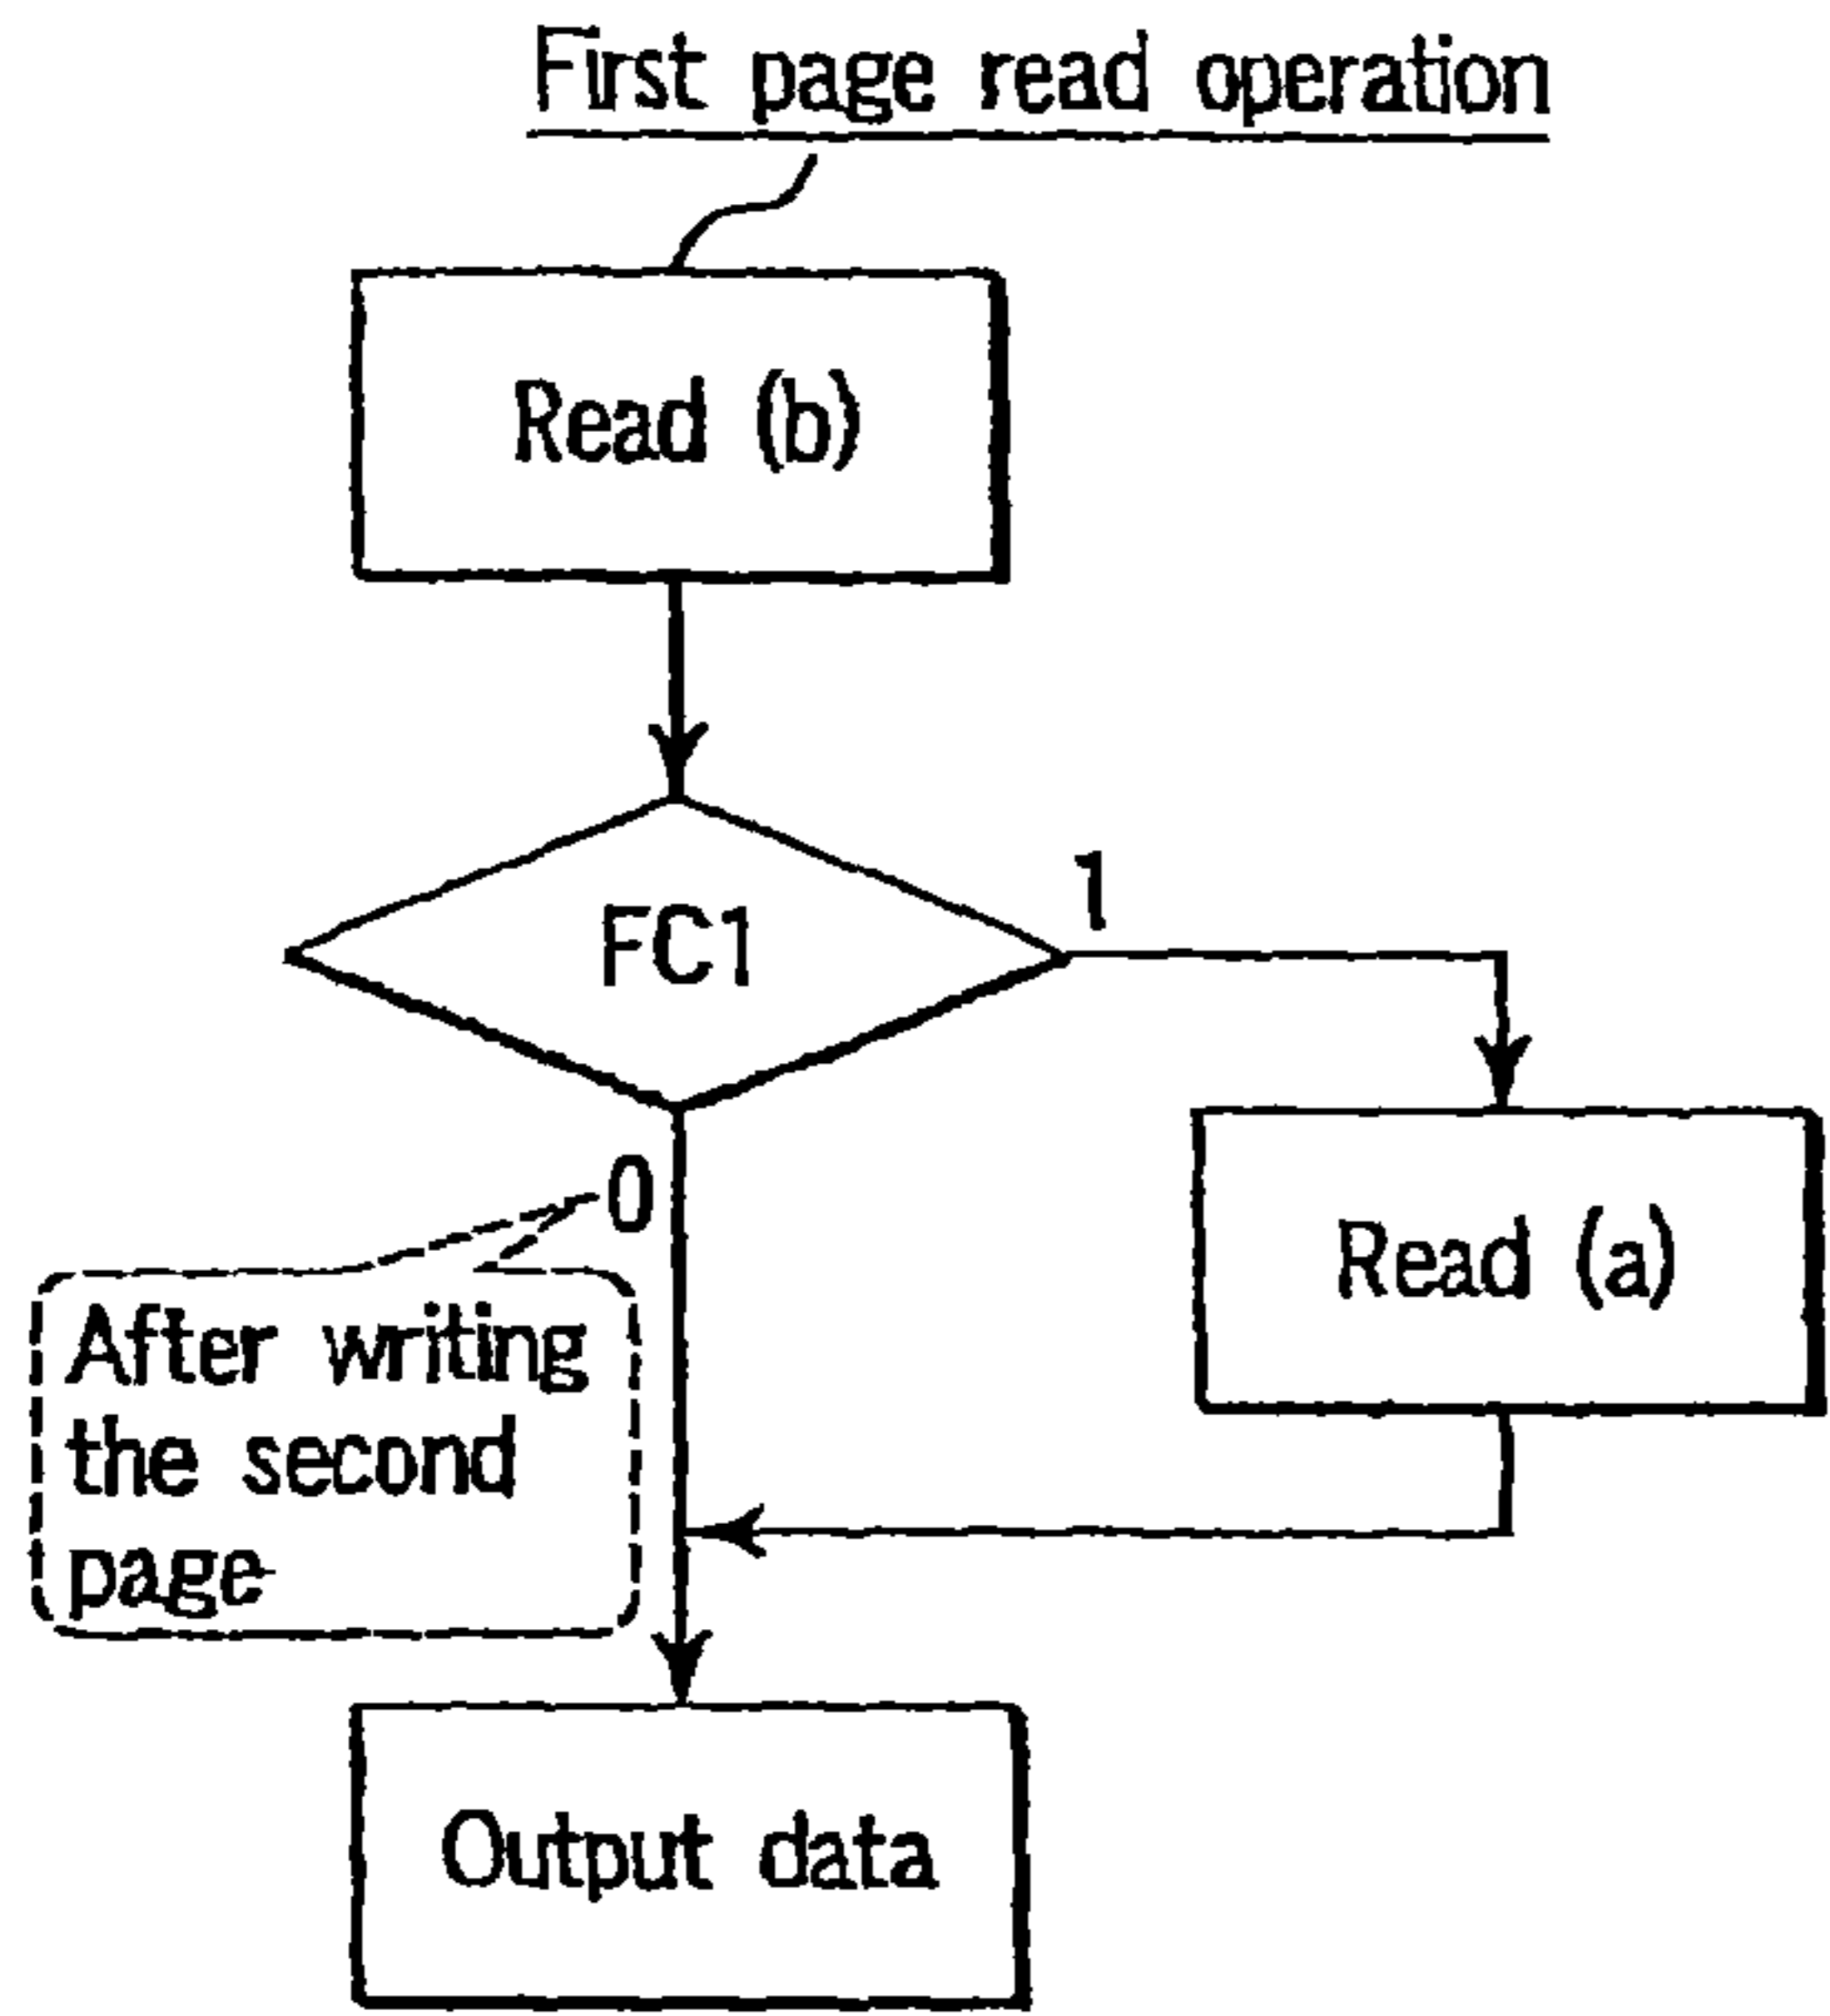 First page read operation
Read (b)
FC1
1
0
Read (a)
After writing
the second
page
Output data